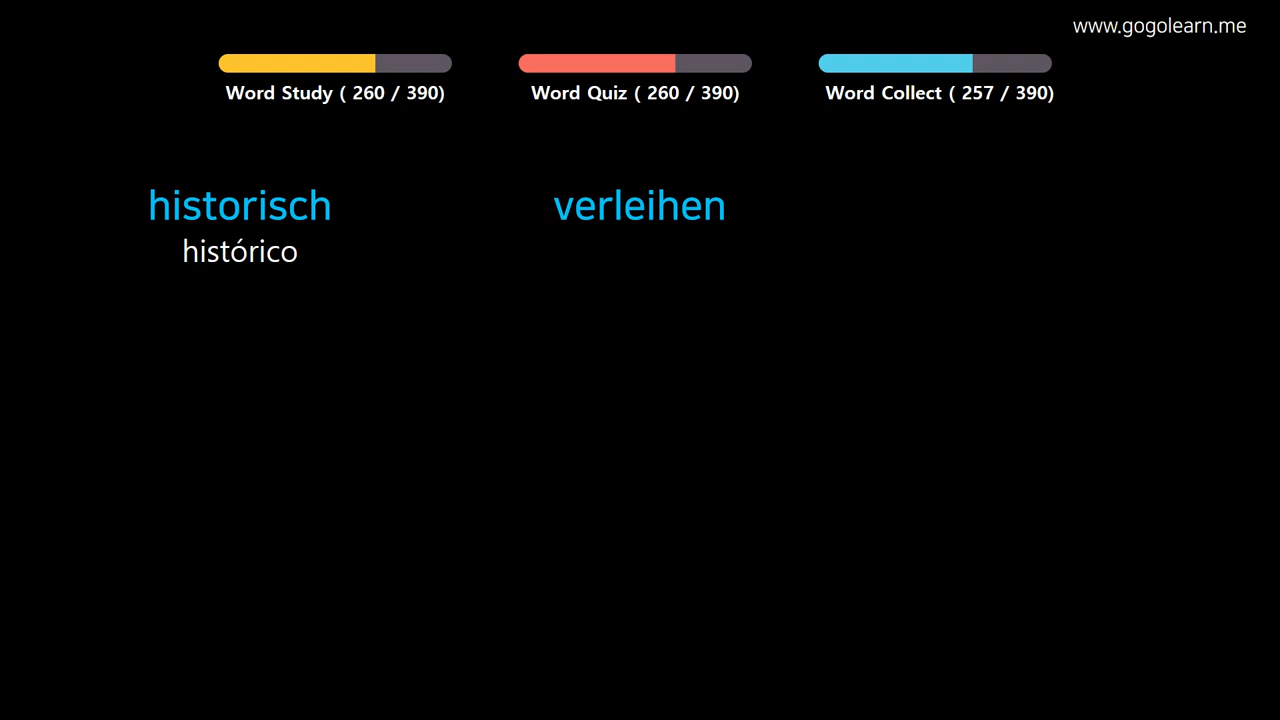 www.gogolearn.me
Word Study ( 260 / 390)
Word Quiz ( 260 / 390)
Word Collect ( 257 / 390)
historisch
histórico
verleihen